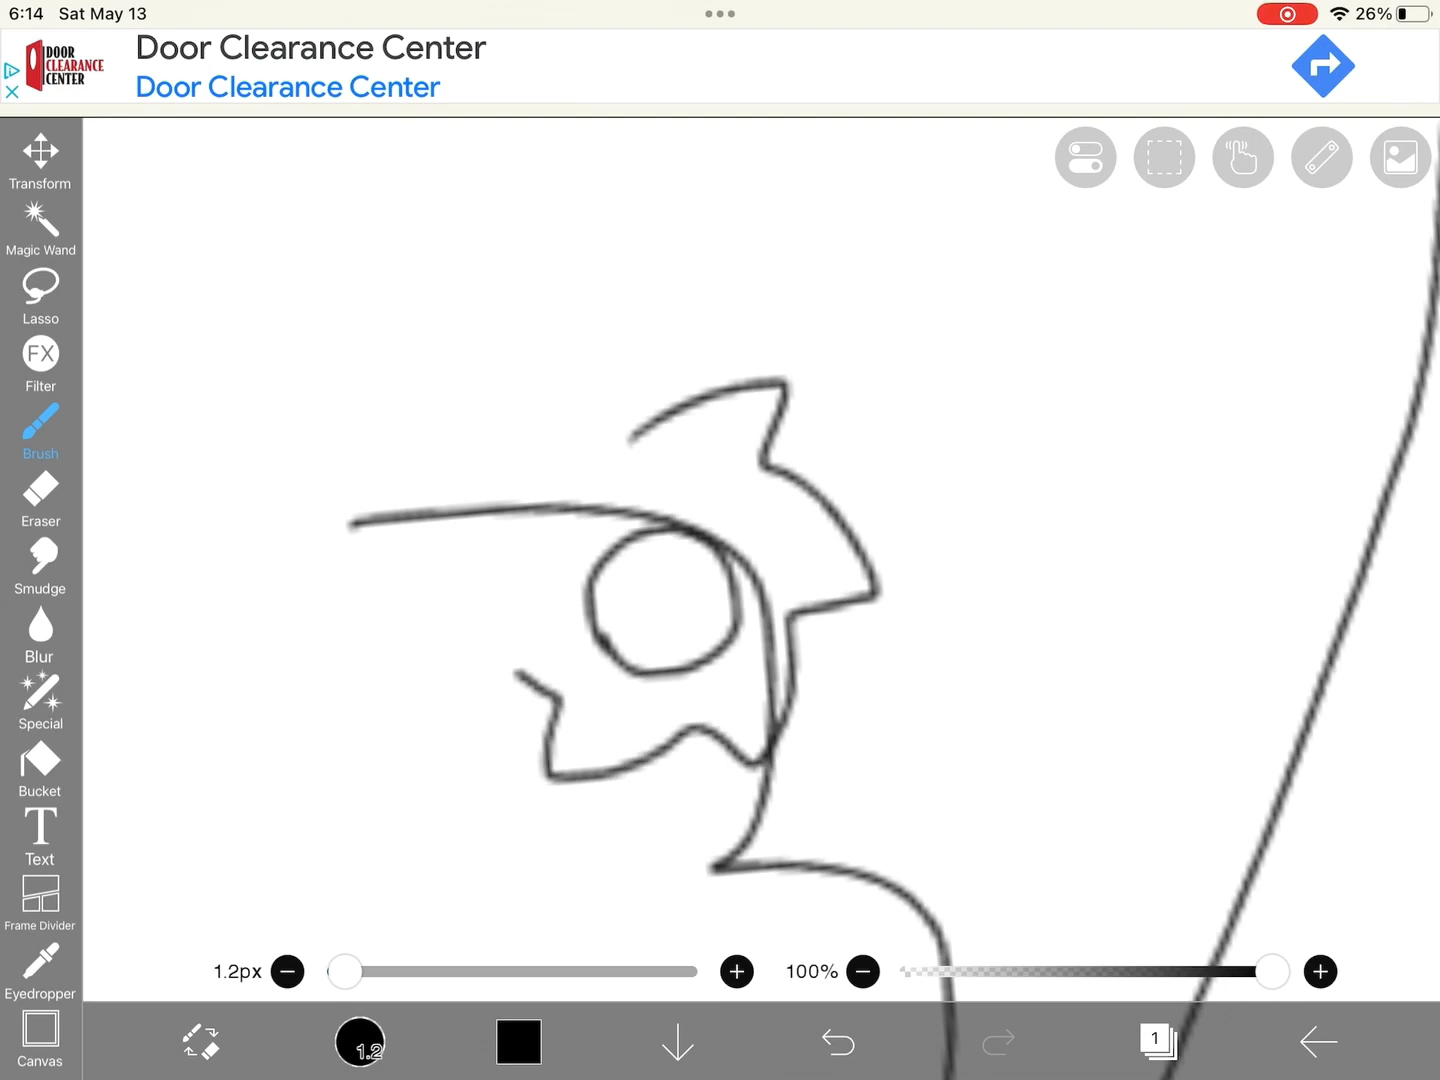 6:14 Sat May 13
26%
DOOR
CLEARANCE
CENTER
Door Clearance Center
Door Clearance Center
Transform
Magic Wand
Lasso
FX
Filter
Brush
Eraser
Smudge
Blur
Special
Bucket
T
Text
Frame Divider
Eyedropper
Canvas
1.2px
100%
1.2
1